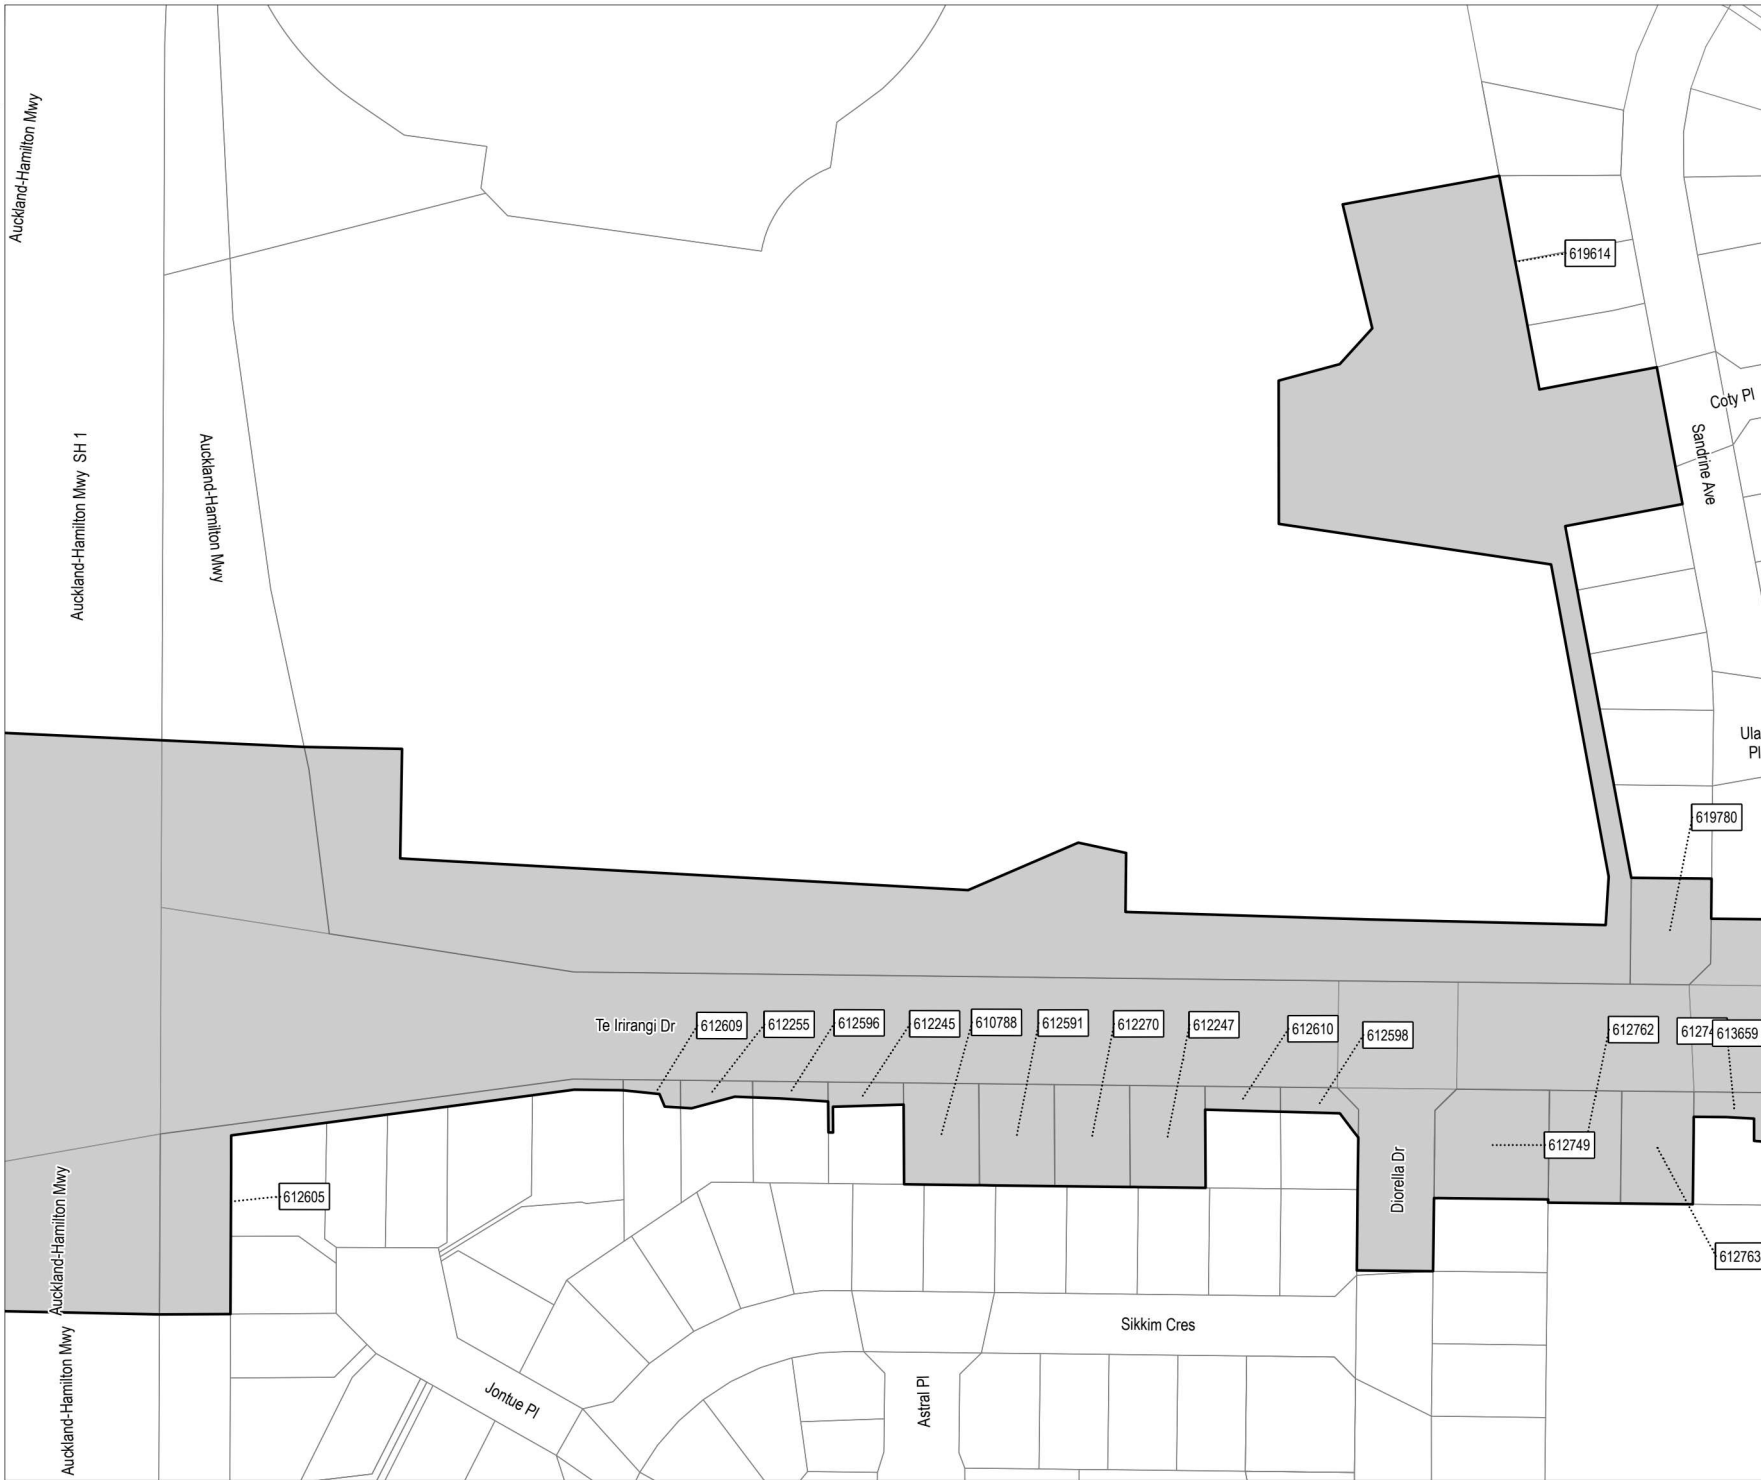 Auckland-Hamilton Mwy
619614
Coty Pl
Sandrine Ave
Auckland-Hamilton Mwy SH 1
Auckland-Hamilton Mwy
Ula
Pl
619780
Te Irirangi Dr
612609
612255
612596
612245
610788
612591
612270
612247
612610
612598
612762
61274
613659
612749
Diorella Dr
612605
Auckland-Hamilton Mwy
612763
Sikkim Cres
Auckland-Hamilton Mwy
Jontue Pl
Astral Pl